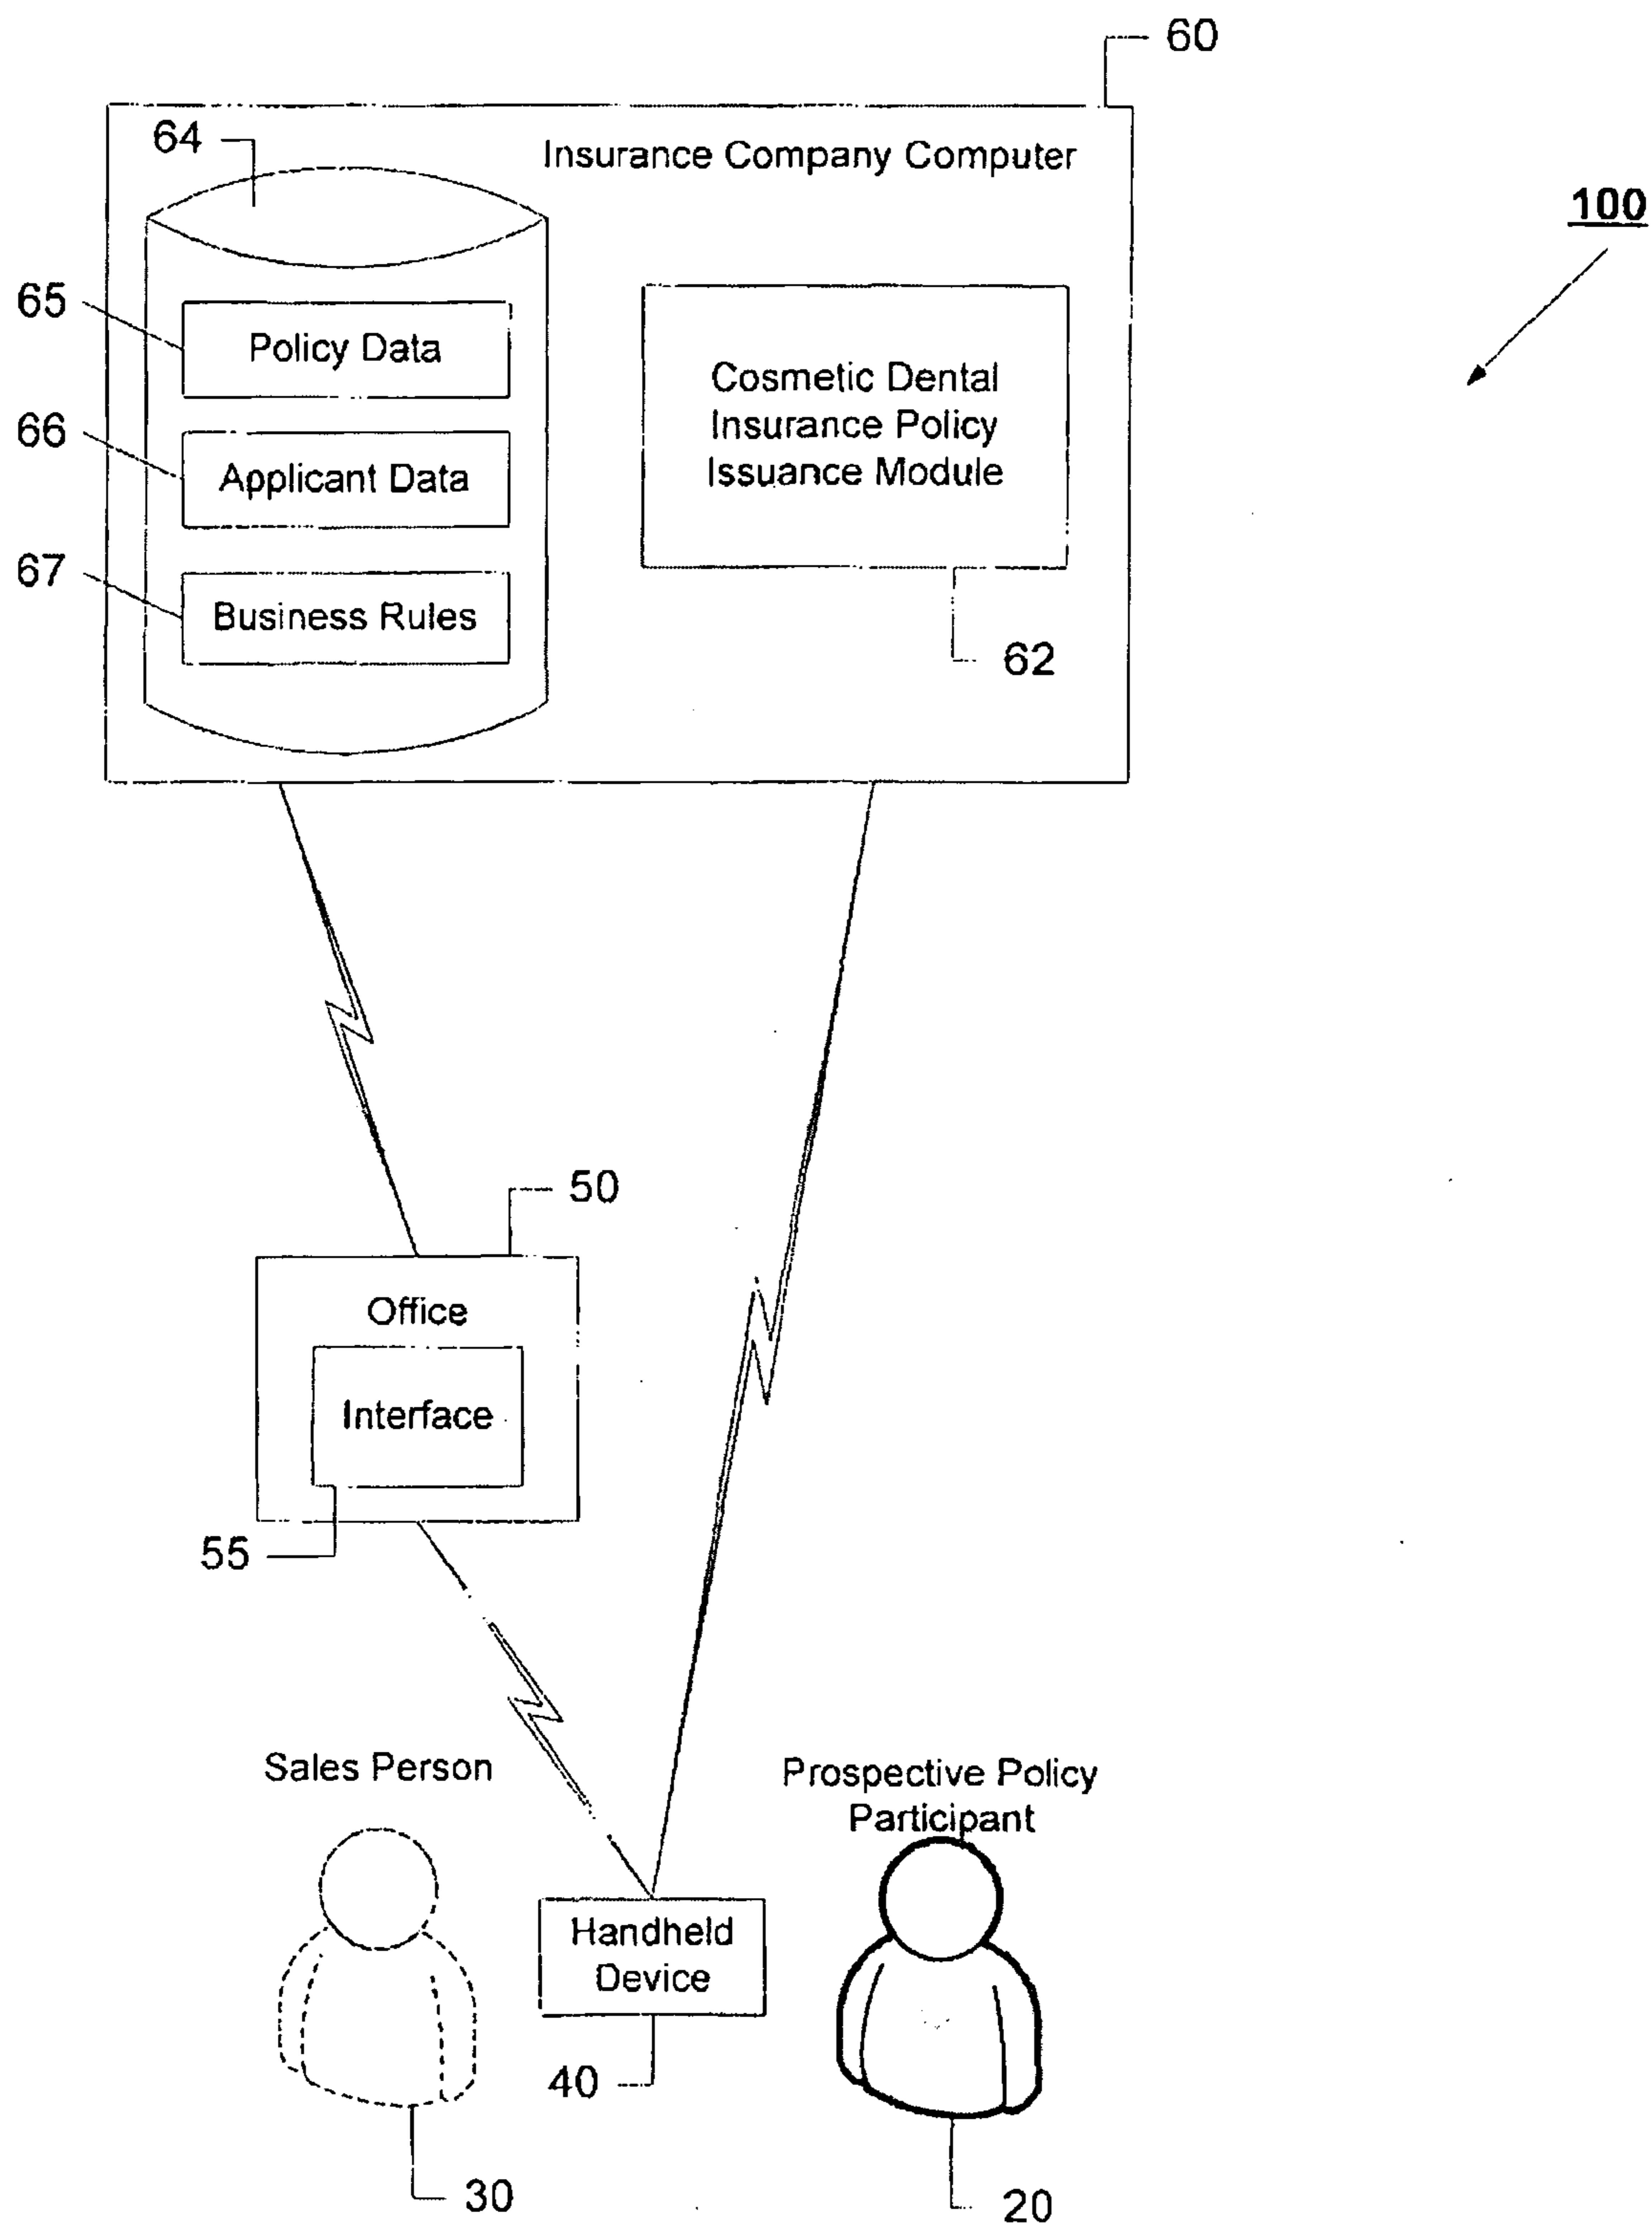 60
64
Insurance Company Computer
100
65
Policy Data
Cosmetic Dental
Insurance Policy
Issuance Module
66
Applicant Data
67
Business Rules
62
50
Office
Interface
55
Sales Person
Prospective Policy
Participant
Handheld
Device
40
30
20